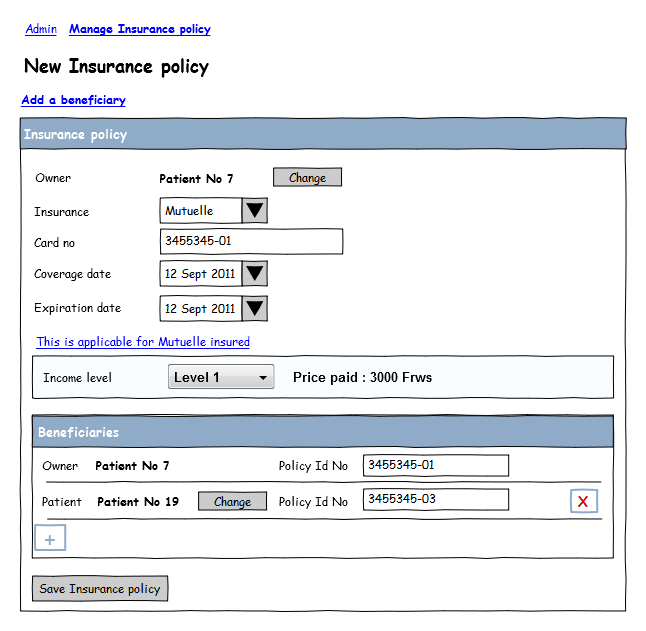 Admin Manage Insurance policy
New Insurance policy
Add a beneficiary
Insurance policy
Owner Patient No 7 Change
Insurance Mutuelle
Card no 3455345-01
Coverage date 12 Sept 2011
Expiration date 12 Sept 2011
This is applicable for Mutuelle insured
Income level Level 1 Price paid : 3000 Frws
Beneficiaries
Owner Patient No 7 Policy Id No 3455345-01
Patient Patient No 19 Change Policy Id No 3455345-03 X
+
Save Insurance policy